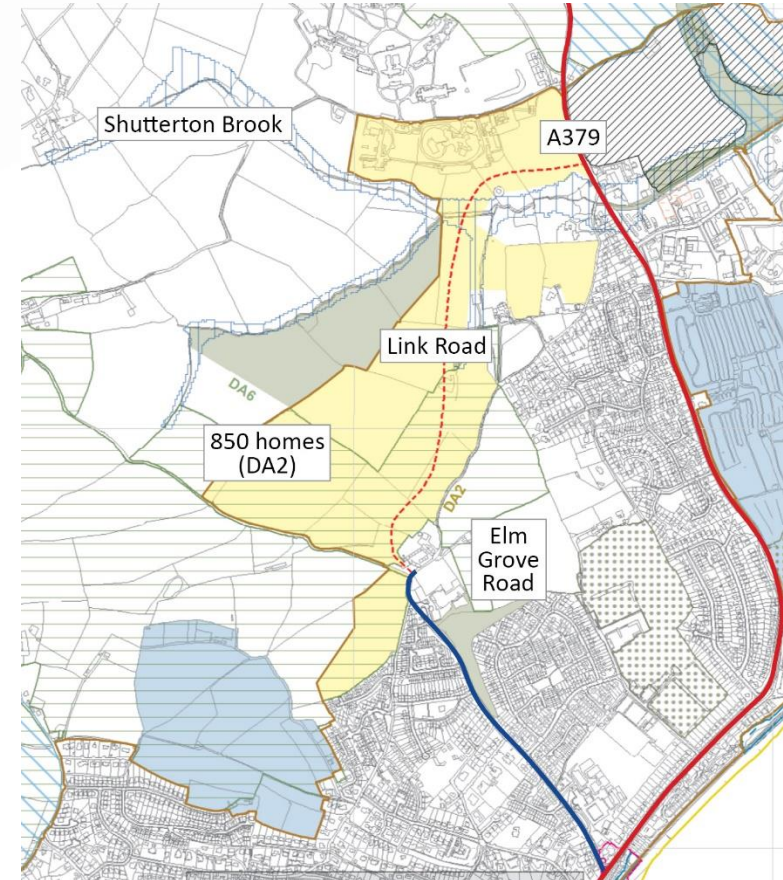 Shutterton Brook
A379
Link Road
DA6
850 homes
(DA2)
DA2
Elm
Grove
Road